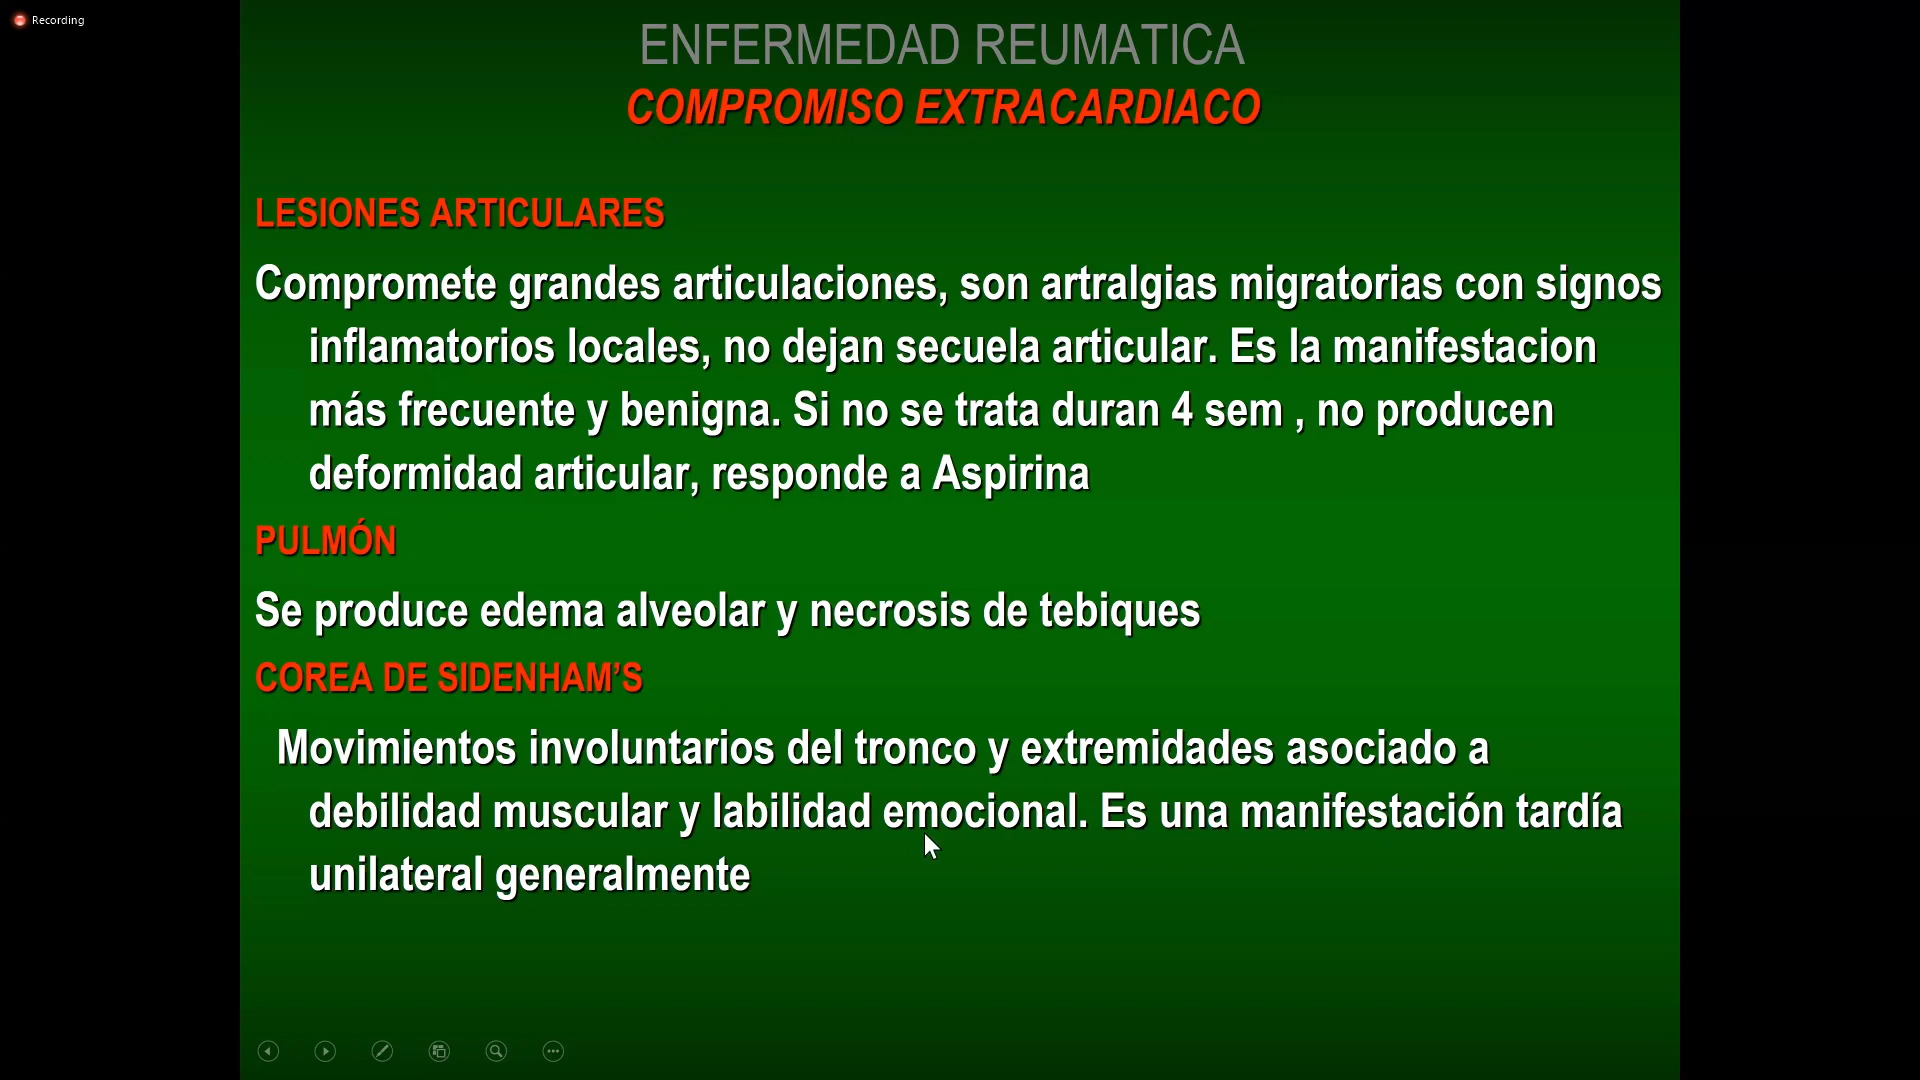 Recording
ENFERMEDAD REUMATICA
COMPROMISO EXTRACARDIACO
LESIONES ARTICULARES
Compromete grandes articulaciones, son artralgias migratorias con signos
inflamatorios locales, no dejan secuela articular. Es la manifestacion
más frecuente y benigna. Si no se trata duran 4 sem , no producen
deformidad articular, responde a Aspirina
PULMÓN
Se produce edema alveolar y necrosis de tebiques
COREA DE SIDENHAM’S
Movimientos involuntarios del tronco y extremidades asociado a
debilidad muscular y labilidad emocional. Es una manifestación tardía
unilateral generalmente